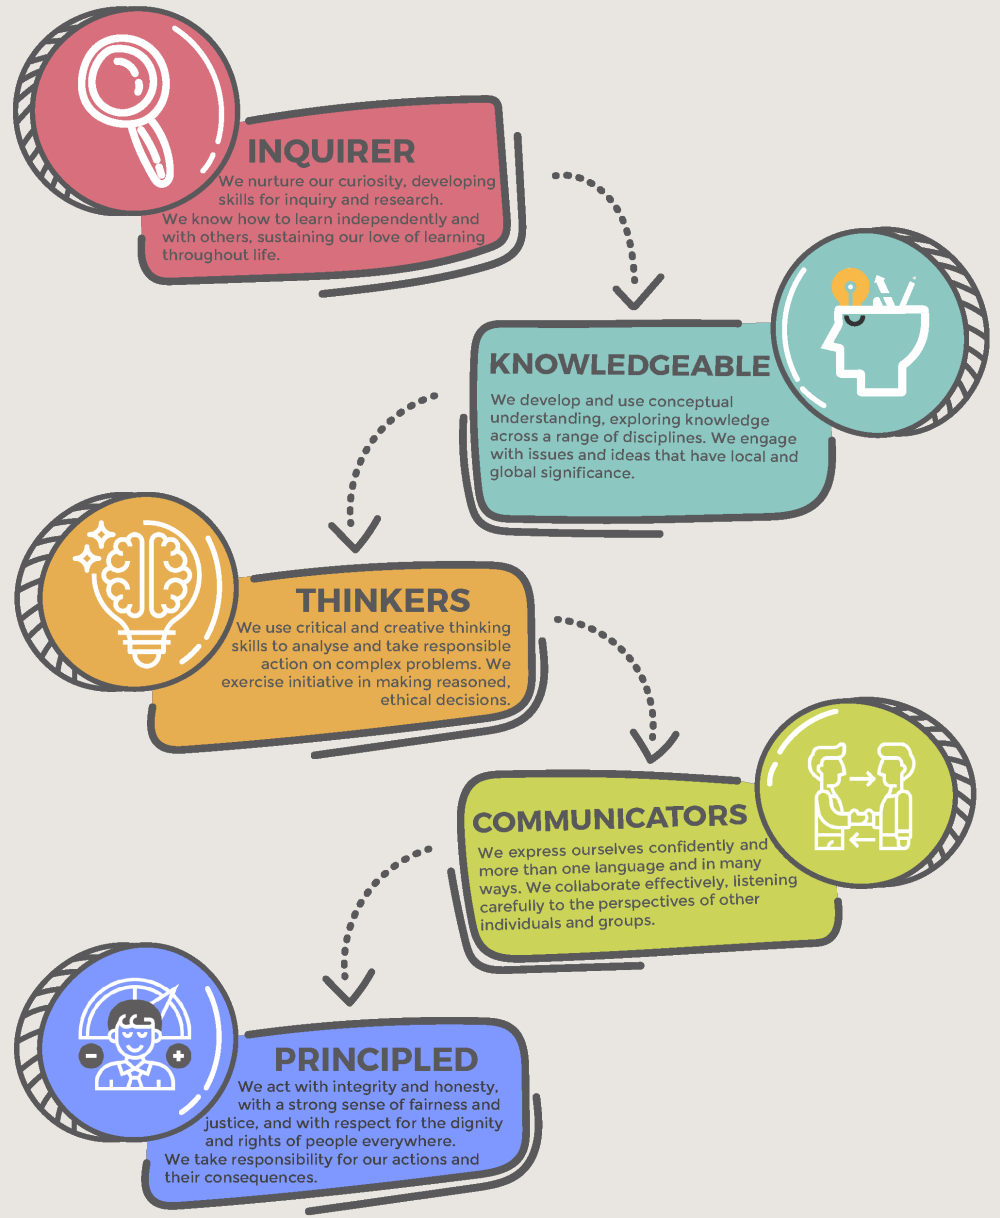 INQUIRER
We nurture our curiosity, developing
skills for inquiry and research.
We know how to learn independently and
with others, sustaining our love of learning
throughout life.
KNOWLEDGEABLE
We develop and use conceptual
understanding, exploring knowledge
across a range of disciplines. We engage
with issues and ideas that have local and
global significance.
THINKERS
We use critical and creative thinking
skills to analyse and take responsible
action on complex problems. We
exercise initiative in making reasoned,
ethical decisions.
COMMUNICATORS
We express ourselves confidently and
more than one language and in many
ways. We collaborate effectively, listening
carefully to the perspectives of other
individuals and groups.
PRINCIPLED
We act with integrity and honesty,
with a strong sense of fairness and
justice, and with respect for the dignity
and rights of people everywhere.
We take responsibility for our actions and
their consequences.